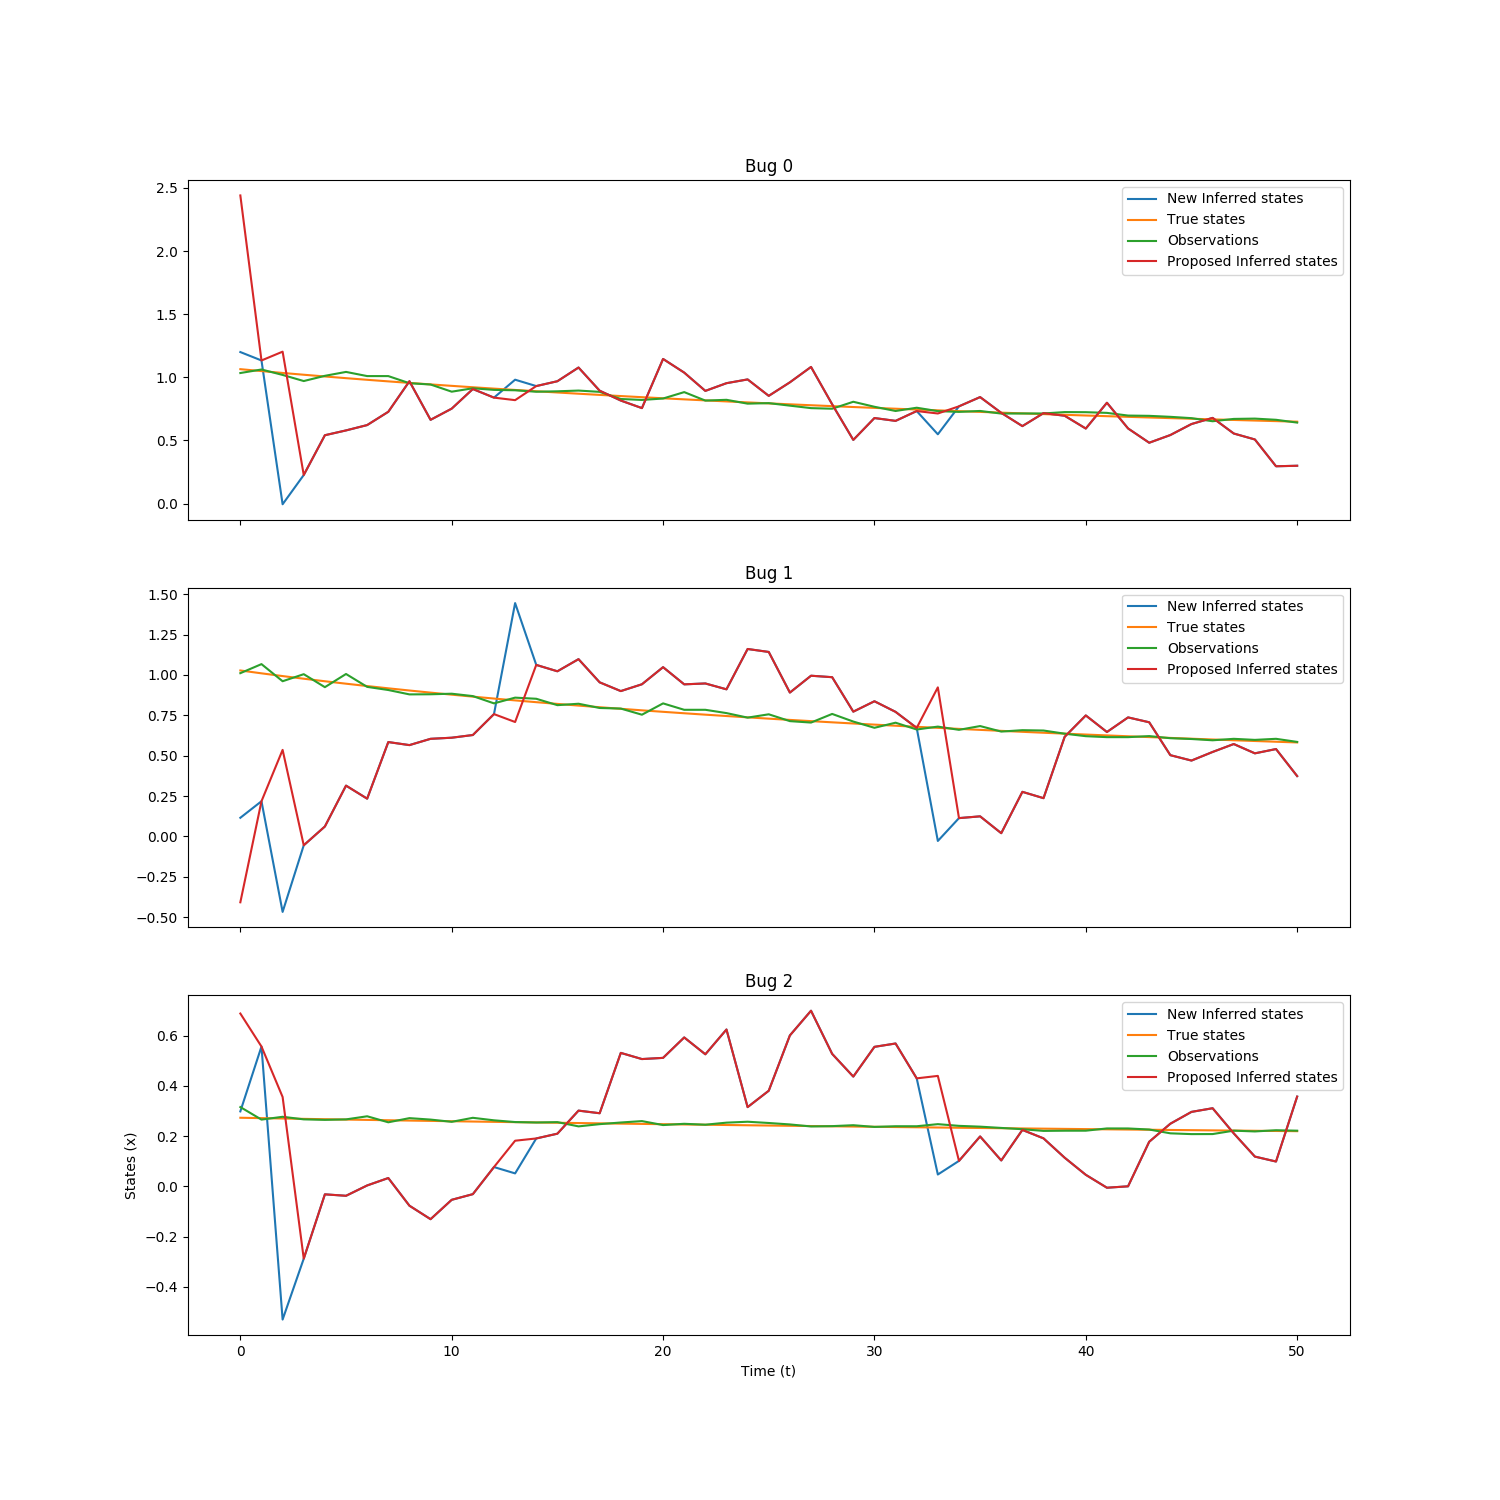 Bug 0
2.5
2.0
1.5
1.0
0.5
0.0
New Inferred states
True states
Observations
Proposed Inferred states
Bug 1
1.50
1.25
1.00
0.75
0.50
0.25
0.00
−0.25
−0.50
New Inferred states
True states
Observations
Proposed Inferred states
Bug 2
States (x)
0.6
0.4
0.2
0.0
−0.2
−0.4
New Inferred states
True states
Observations
Proposed Inferred states
0 10 20 30 40 50
Time (t)